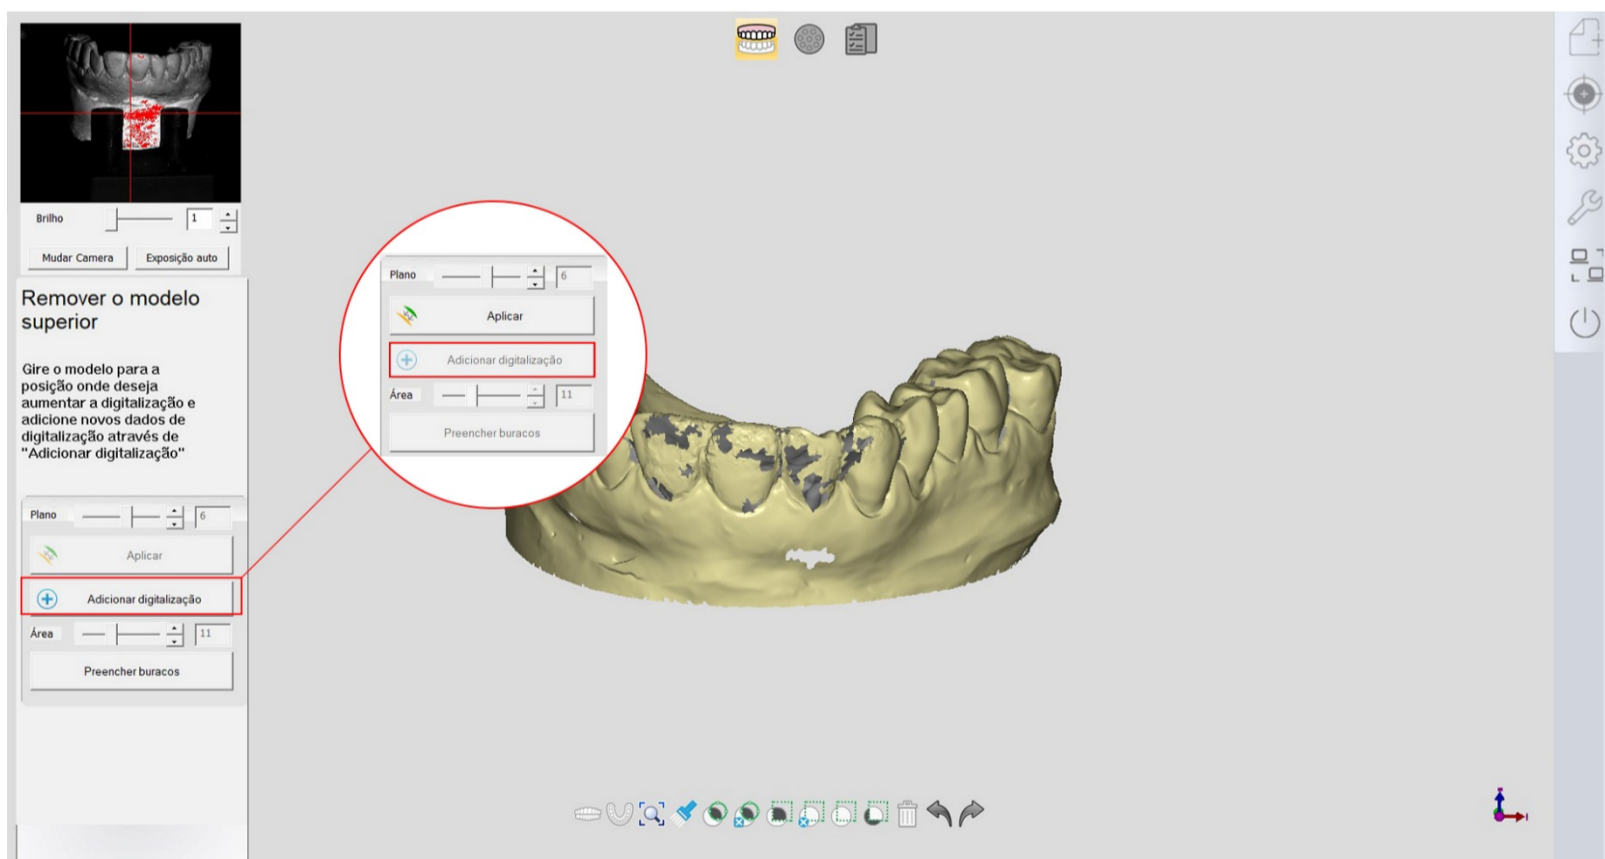 Brilho
1
Mudar Camera
Exposição auto
Remover o modelo
superior
Gire o modelo para a
posição onde deseja
aumentar a digitalização e
adicione novos dados de
digitalização através de
"Adicionar digitalização"
Plano
6
Aplicar
Adicionar digitalização
Área
11
Preencher buracos
Plano
6
Aplicar
Adicionar digitalização
Área
11
Preencher buracos